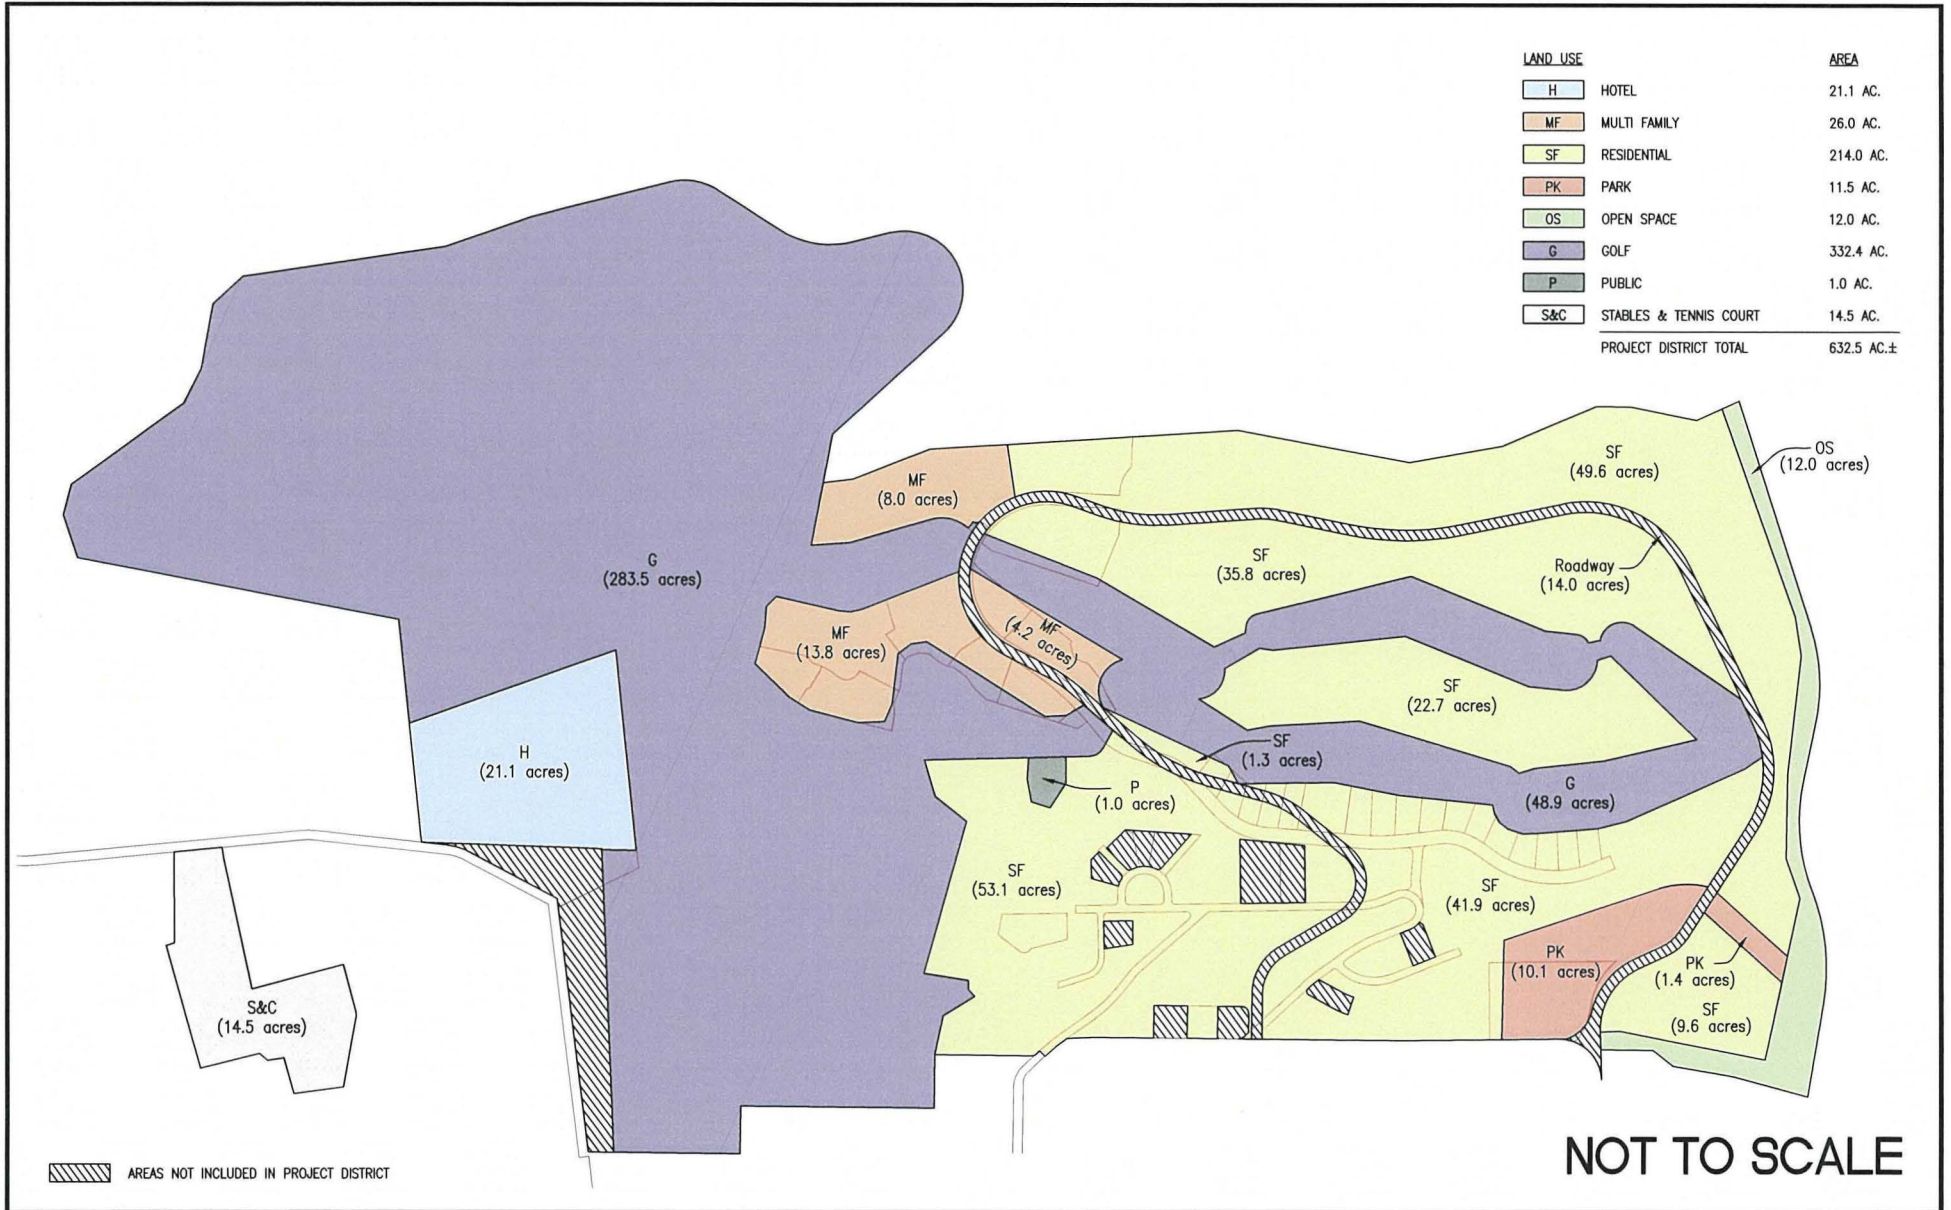 LAND USE AREA
H HOTEL 21.1 AC.
MF MULTI FAMILY 26.0 AC.
SF RESIDENTIAL 214.0 AC.
PK PARK 11.5 AC.
OS OPEN SPACE 12.0 AC.
G GOLF 332.4 AC.
P PUBLIC 1.0 AC.
S&C STABLES & TENNIS COURT 14.5 AC.
PROJECT DISTRICT TOTAL 632.5 AC.±
SF
(49.6 acres)
OS
(12.0 acres)
MF
(8.0 acres)
G
(283.5 acres)
SF
(35.8 acres)
Roadway
(14.0 acres)
MF
(13.8 acres)
MF
(4.2 acres)
SF
(22.7 acres)
H
(21.1 acres)
SF
(1.3 acres)
P
(1.0 acres)
G
(48.9 acres)
SF
(53.1 acres)
SF
(41.9 acres)
PK
(10.1 acres)
PK
(1.4 acres)
S&C
(14.5 acres)
SF
(9.6 acres)
AREAS NOT INCLUDED IN PROJECT DISTRICT
NOT TO SCALE